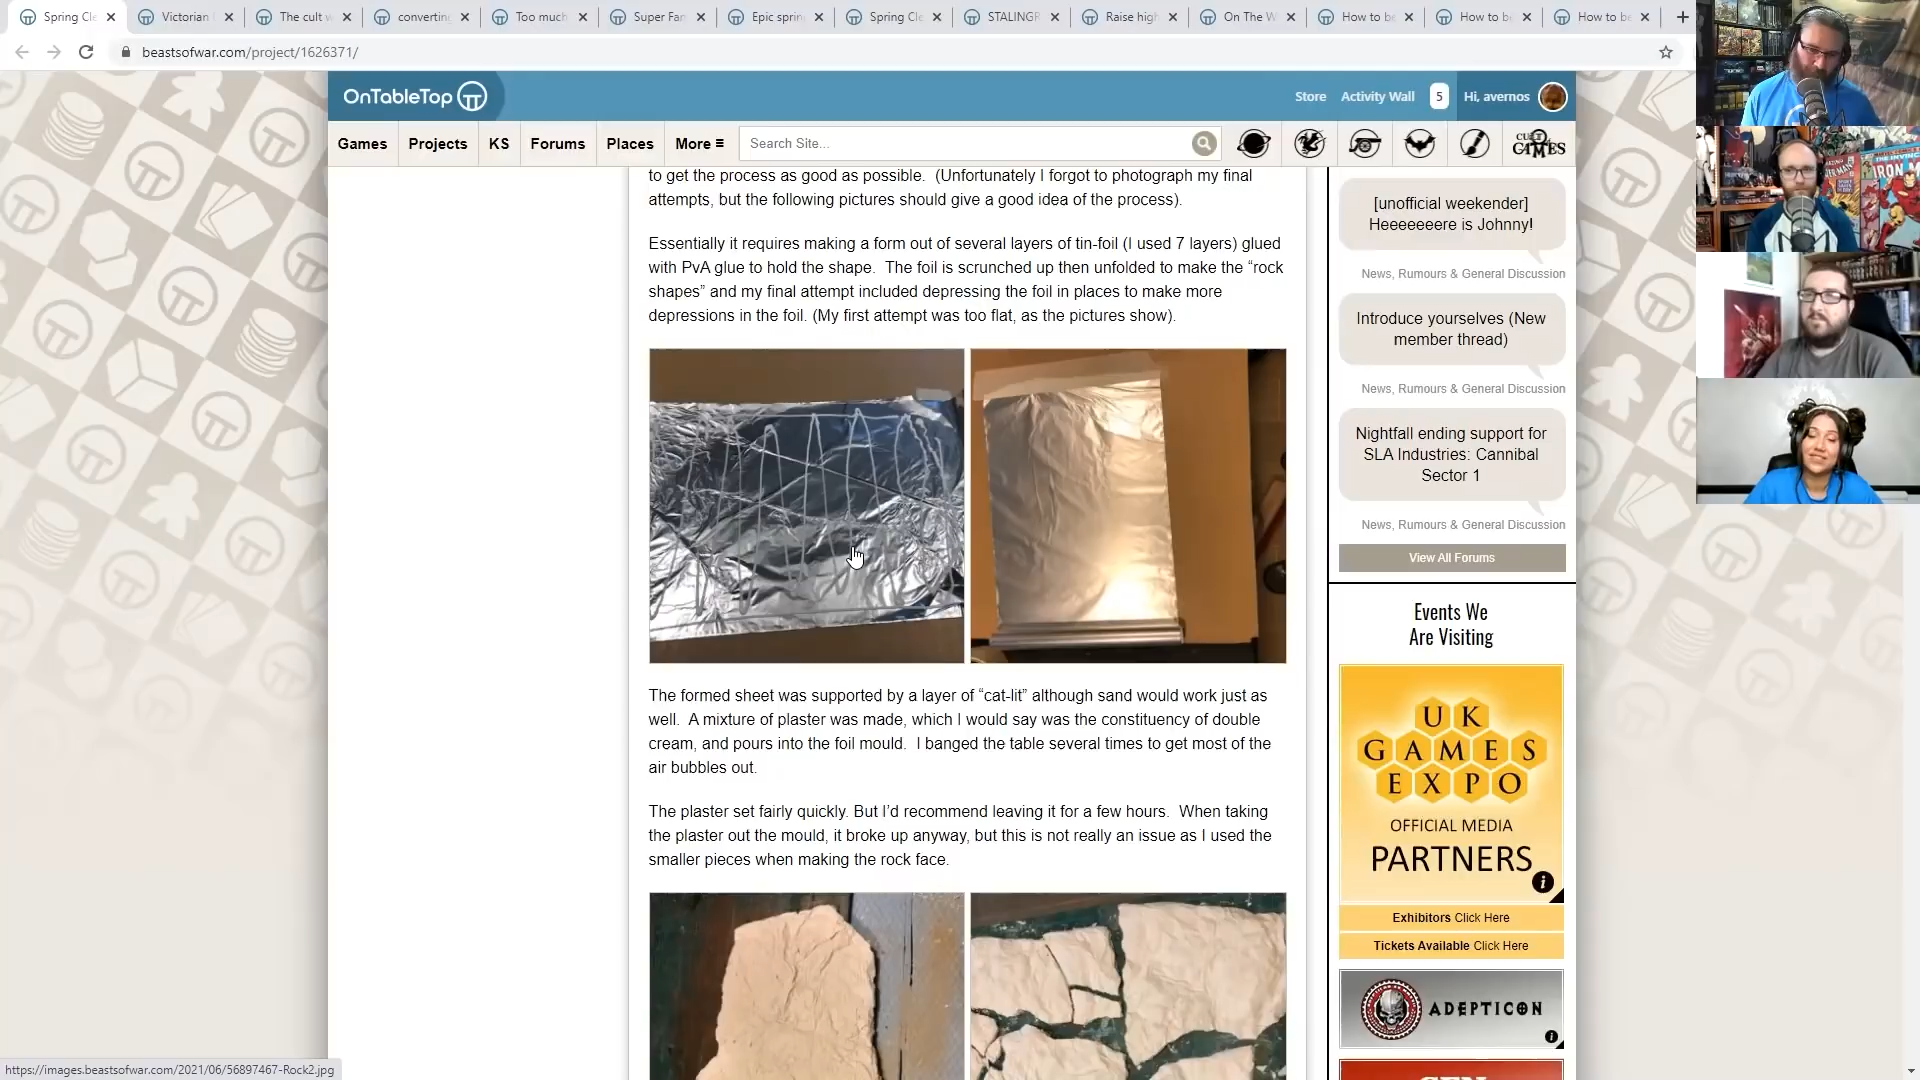 Spring Cle
Victorian
The cult w
converting
Too much
Super Fan
Epic sprin
Spring Cle
STALINGR
Raise high
On The W
How to be
How to be
How to be
beastsofwar.com/project/1626371/
OnTableTop
Store
Activity Wall
5
Hi, avernos
Games
Projects
KS
Forums
Places
More ≡
Search Site...
CULT OF GAMES
to get the process as good as possible.  (Unfortunately I forgot to photograph my final
attempts, but the following pictures should give a good idea of the process).
Essentially it requires making a form out of several layers of tin-foil (I used 7 layers) glued
with PvA glue to hold the shape.  The foil is scrunched up then unfolded to make the “rock
shapes” and my final attempt included depressing the foil in places to make more
depressions in the foil. (My first attempt was too flat, as the pictures show).
The formed sheet was supported by a layer of “cat-lit” although sand would work just as
well.  A mixture of plaster was made, which I would say was the constituency of double
cream, and pours into the foil mould.  I banged the table several times to get most of the
air bubbles out.
The plaster set fairly quickly. But I’d recommend leaving it for a few hours.  When taking
the plaster out the mould, it broke up anyway, but this is not really an issue as I used the
smaller pieces when making the rock face.
[unofficial weekender]
Heeeeeeere is Johnny!
News, Rumours & General Discussion
Introduce yourselves (New
member thread)
News, Rumours & General Discussion
Nightfall ending support for
SLA Industries: Cannibal
Sector 1
News, Rumours & General Discussion
View All Forums
Events We
Are Visiting
UK
GAMES
EXPO
OFFICIAL MEDIA
PARTNERS
Exhibitors Click Here
Tickets Available Click Here
ADEPTICON
IRON MAN
https://images.beastsofwar.com/2021/06/56897467-Rock2.jpg